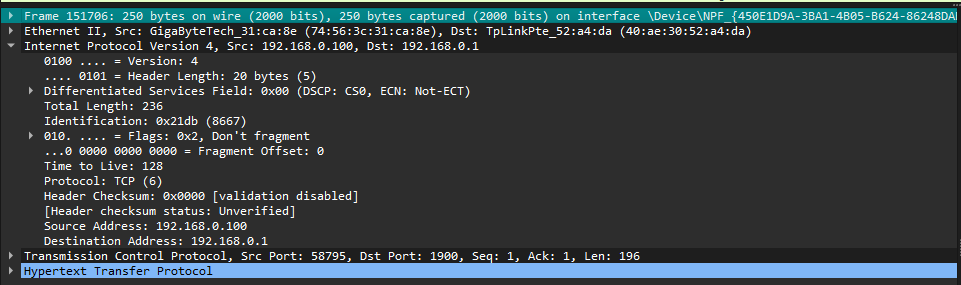 Frame 151706: 250 bytes on wire (2000 bits), 250 bytes captured (2000 bits) on interface \Device\NPF_{450E1D9A-3BA1-4B05-B624-86248DA
Ethernet II, Src: GigaByteTech_31:ca:8e (74:56:3c:31:ca:8e), Dst: TpLinkPte_52:a4:da (40:ae:30:52:a4:da)
Internet Protocol Version 4, Src: 192.168.0.100, Dst: 192.168.0.1
0100 .... = Version: 4
.... 0101 = Header Length: 20 bytes (5)
Differentiated Services Field: 0x00 (DSCP: CS0, ECN: Not-ECT)
Total Length: 236
Identification: 0x21db (8667)
010. .... = Flags: 0x2, Don't fragment
...0 0000 0000 0000 = Fragment Offset: 0
Time to Live: 128
Protocol: TCP (6)
Header Checksum: 0x0000 [validation disabled]
[Header checksum status: Unverified]
Source Address: 192.168.0.100
Destination Address: 192.168.0.1
Transmission Control Protocol, Src Port: 58795, Dst Port: 1900, Seq: 1, Ack: 1, Len: 196
Hypertext Transfer Protocol